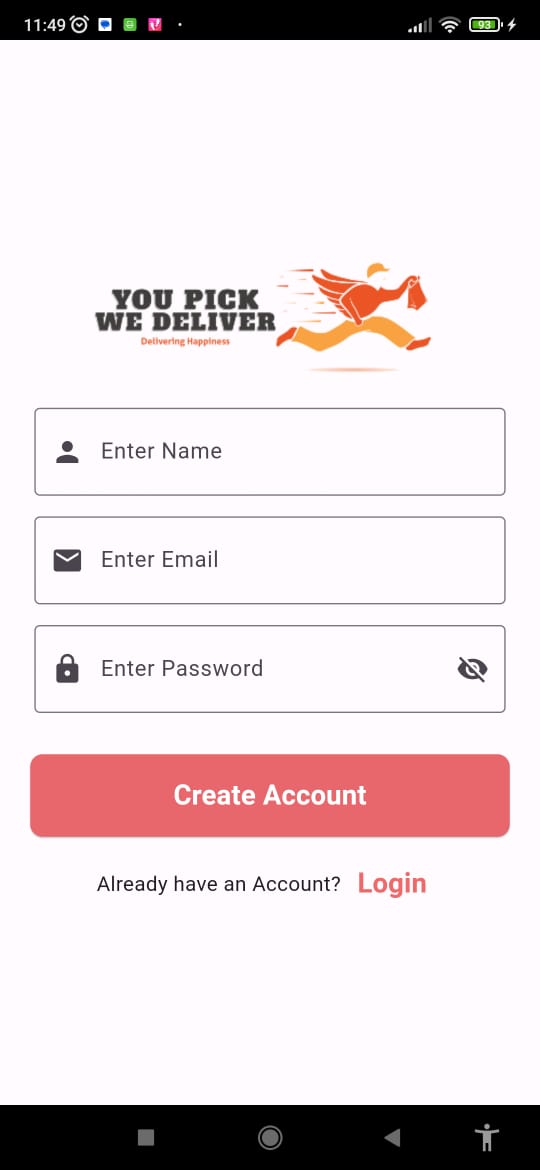 11:49
93
YOU PICK
WE DELIVER
Delivering Happiness
Enter Name
Enter Email
Enter Password
Create Account
Already have an Account? Login